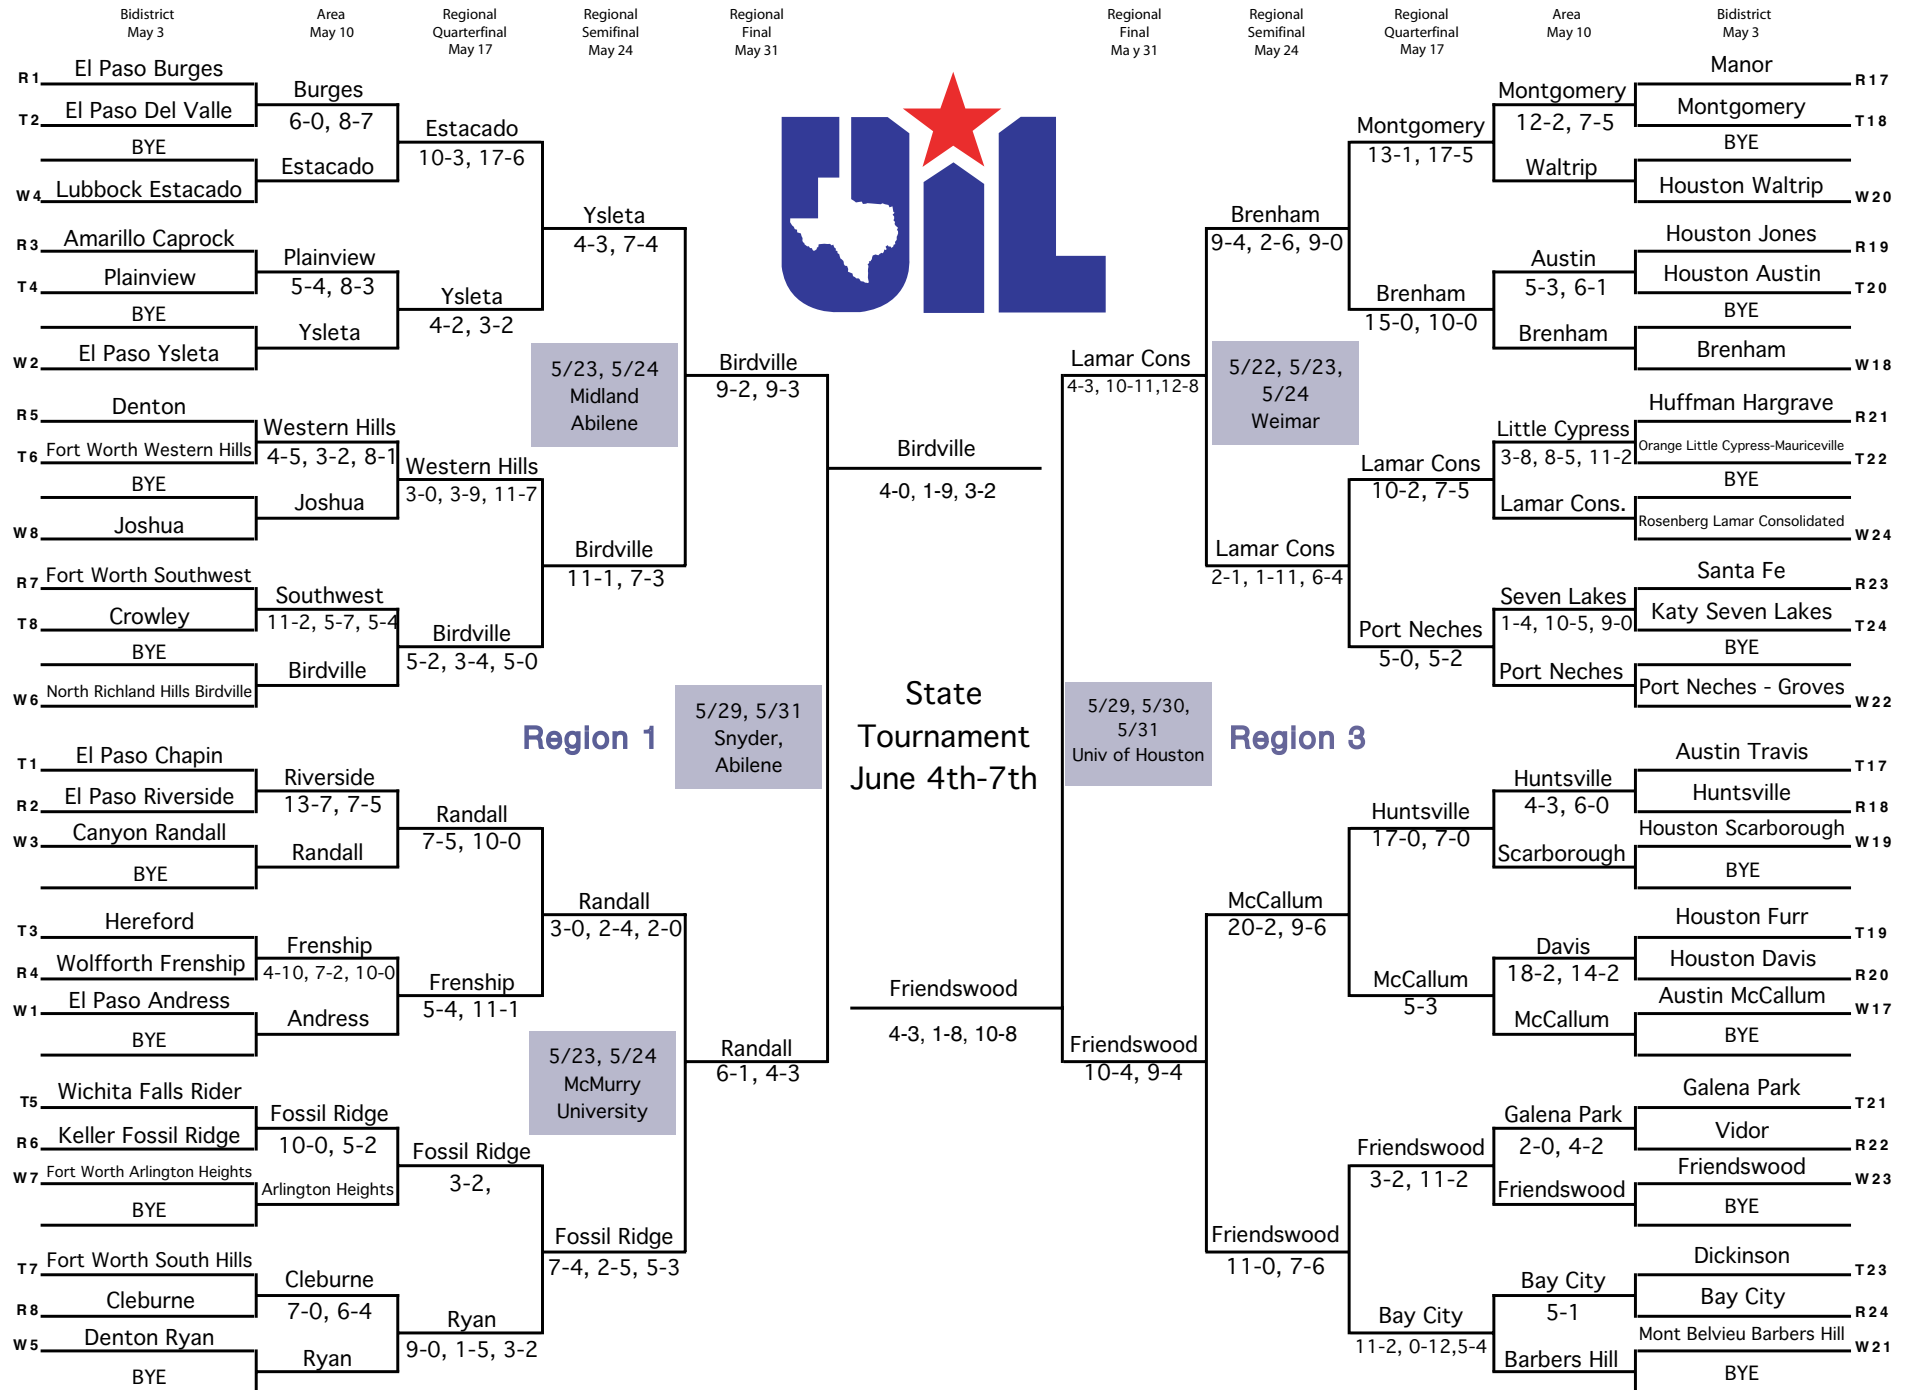 Bidistrict
May 3
Area
May 10
Regional
Quarterfinal
May 17
Regional
Semifinal
May 24
Regional
Final
May 31
Regional
Final
Ma y 31
Regional
Semifinal
May 24
Regional
Quarterfinal
May 17
Area
May 10
Bidistrict
May 3
R1 El Paso Burges
T2 El Paso Del Valle
BYE
W4 Lubbock Estacado
R3 Amarillo Caprock
T4 Plainview
BYE
W2 El Paso Ysleta
R5 Denton
T6 Fort Worth Western Hills
BYE
W8 Joshua
R7 Fort Worth Southwest
T8 Crowley
BYE
W6 North Richland Hills Birdville
T1 El Paso Chapin
R2 El Paso Riverside
W3 Canyon Randall
BYE
T3 Hereford
R4 Wolfforth Frenship
W1 El Paso Andress
BYE
T5 Wichita Falls Rider
R6 Keller Fossil Ridge
W7 Fort Worth Arlington Heights
BYE
T7 Fort Worth South Hills
R8 Cleburne
W5 Denton Ryan
BYE
Burges
6-0, 8-7
Estacado
Plainview
5-4, 8-3
Ysleta
Western Hills
4-5, 3-2, 8-1
Joshua
Southwest
11-2, 5-7, 5-4
Birdville
Riverside
13-7, 7-5
Randall
Frenship
4-10, 7-2, 10-0
Andress
Fossil Ridge
10-0, 5-2
Arlington Heights
Cleburne
7-0, 6-4
Ryan
Estacado
10-3, 17-6
Ysleta
4-2, 3-2
Western Hills
3-0, 3-9, 11-7
Birdville
5-2, 3-4, 5-0
Randall
7-5, 10-0
Frenship
5-4, 11-1
Fossil Ridge
3-2,
Ryan
9-0, 1-5, 3-2
Ysleta
4-3, 7-4
5/23, 5/24
Midland
Abilene
Birdville
11-1, 7-3
Region 1
Randall
3-0, 2-4, 2-0
5/23, 5/24
McMurry
University
Fossil Ridge
7-4, 2-5, 5-3
Birdville
9-2, 9-3
5/29, 5/31
Snyder,
Abilene
Randall
6-1, 4-3
UIL
Birdville
4-0, 1-9, 3-2
State
Tournament
June 4th-7th
Friendswood
4-3, 1-8, 10-8
Lamar Cons
4-3, 10-11,12-8
5/29, 5/30,
5/31
Univ of Houston
Friendswood
10-4, 9-4
Brenham
9-4, 2-6, 9-0
5/22, 5/23,
5/24
Weimar
Lamar Cons
2-1, 1-11, 6-4
Region 3
McCallum
20-2, 9-6
Friendswood
11-0, 7-6
Montgomery
13-1, 17-5
Brenham
15-0, 10-0
Lamar Cons
10-2, 7-5
Port Neches
5-0, 5-2
Huntsville
17-0, 7-0
McCallum
5-3
Friendswood
3-2, 11-2
Bay City
11-2, 0-12,5-4
Montgomery
12-2, 7-5
Waltrip
Austin
5-3, 6-1
Brenham
Little Cypress
3-8, 8-5, 11-2
Lamar Cons.
Seven Lakes
1-4, 10-5, 9-0
Port Neches
Huntsville
4-3, 6-0
Scarborough
Davis
18-2, 14-2
McCallum
Galena Park
2-0, 4-2
Friendswood
Bay City
5-1
Barbers Hill
Manor R17
Montgomery T18
BYE
Houston Waltrip W20
Houston Jones R19
Houston Austin T20
BYE
Brenham W18
Huffman Hargrave R21
Orange Little Cypress-Mauriceville T22
BYE
Rosenberg Lamar Consolidated W24
Santa Fe R23
Katy Seven Lakes T24
BYE
Port Neches - Groves W22
Austin Travis T17
Huntsville R18
Houston Scarborough W19
BYE
Houston Furr T19
Houston Davis R20
Austin McCallum W17
BYE
Galena Park T21
Vidor R22
Friendswood W23
BYE
Dickinson T23
Bay City R24
Mont Belvieu Barbers Hill W21
BYE